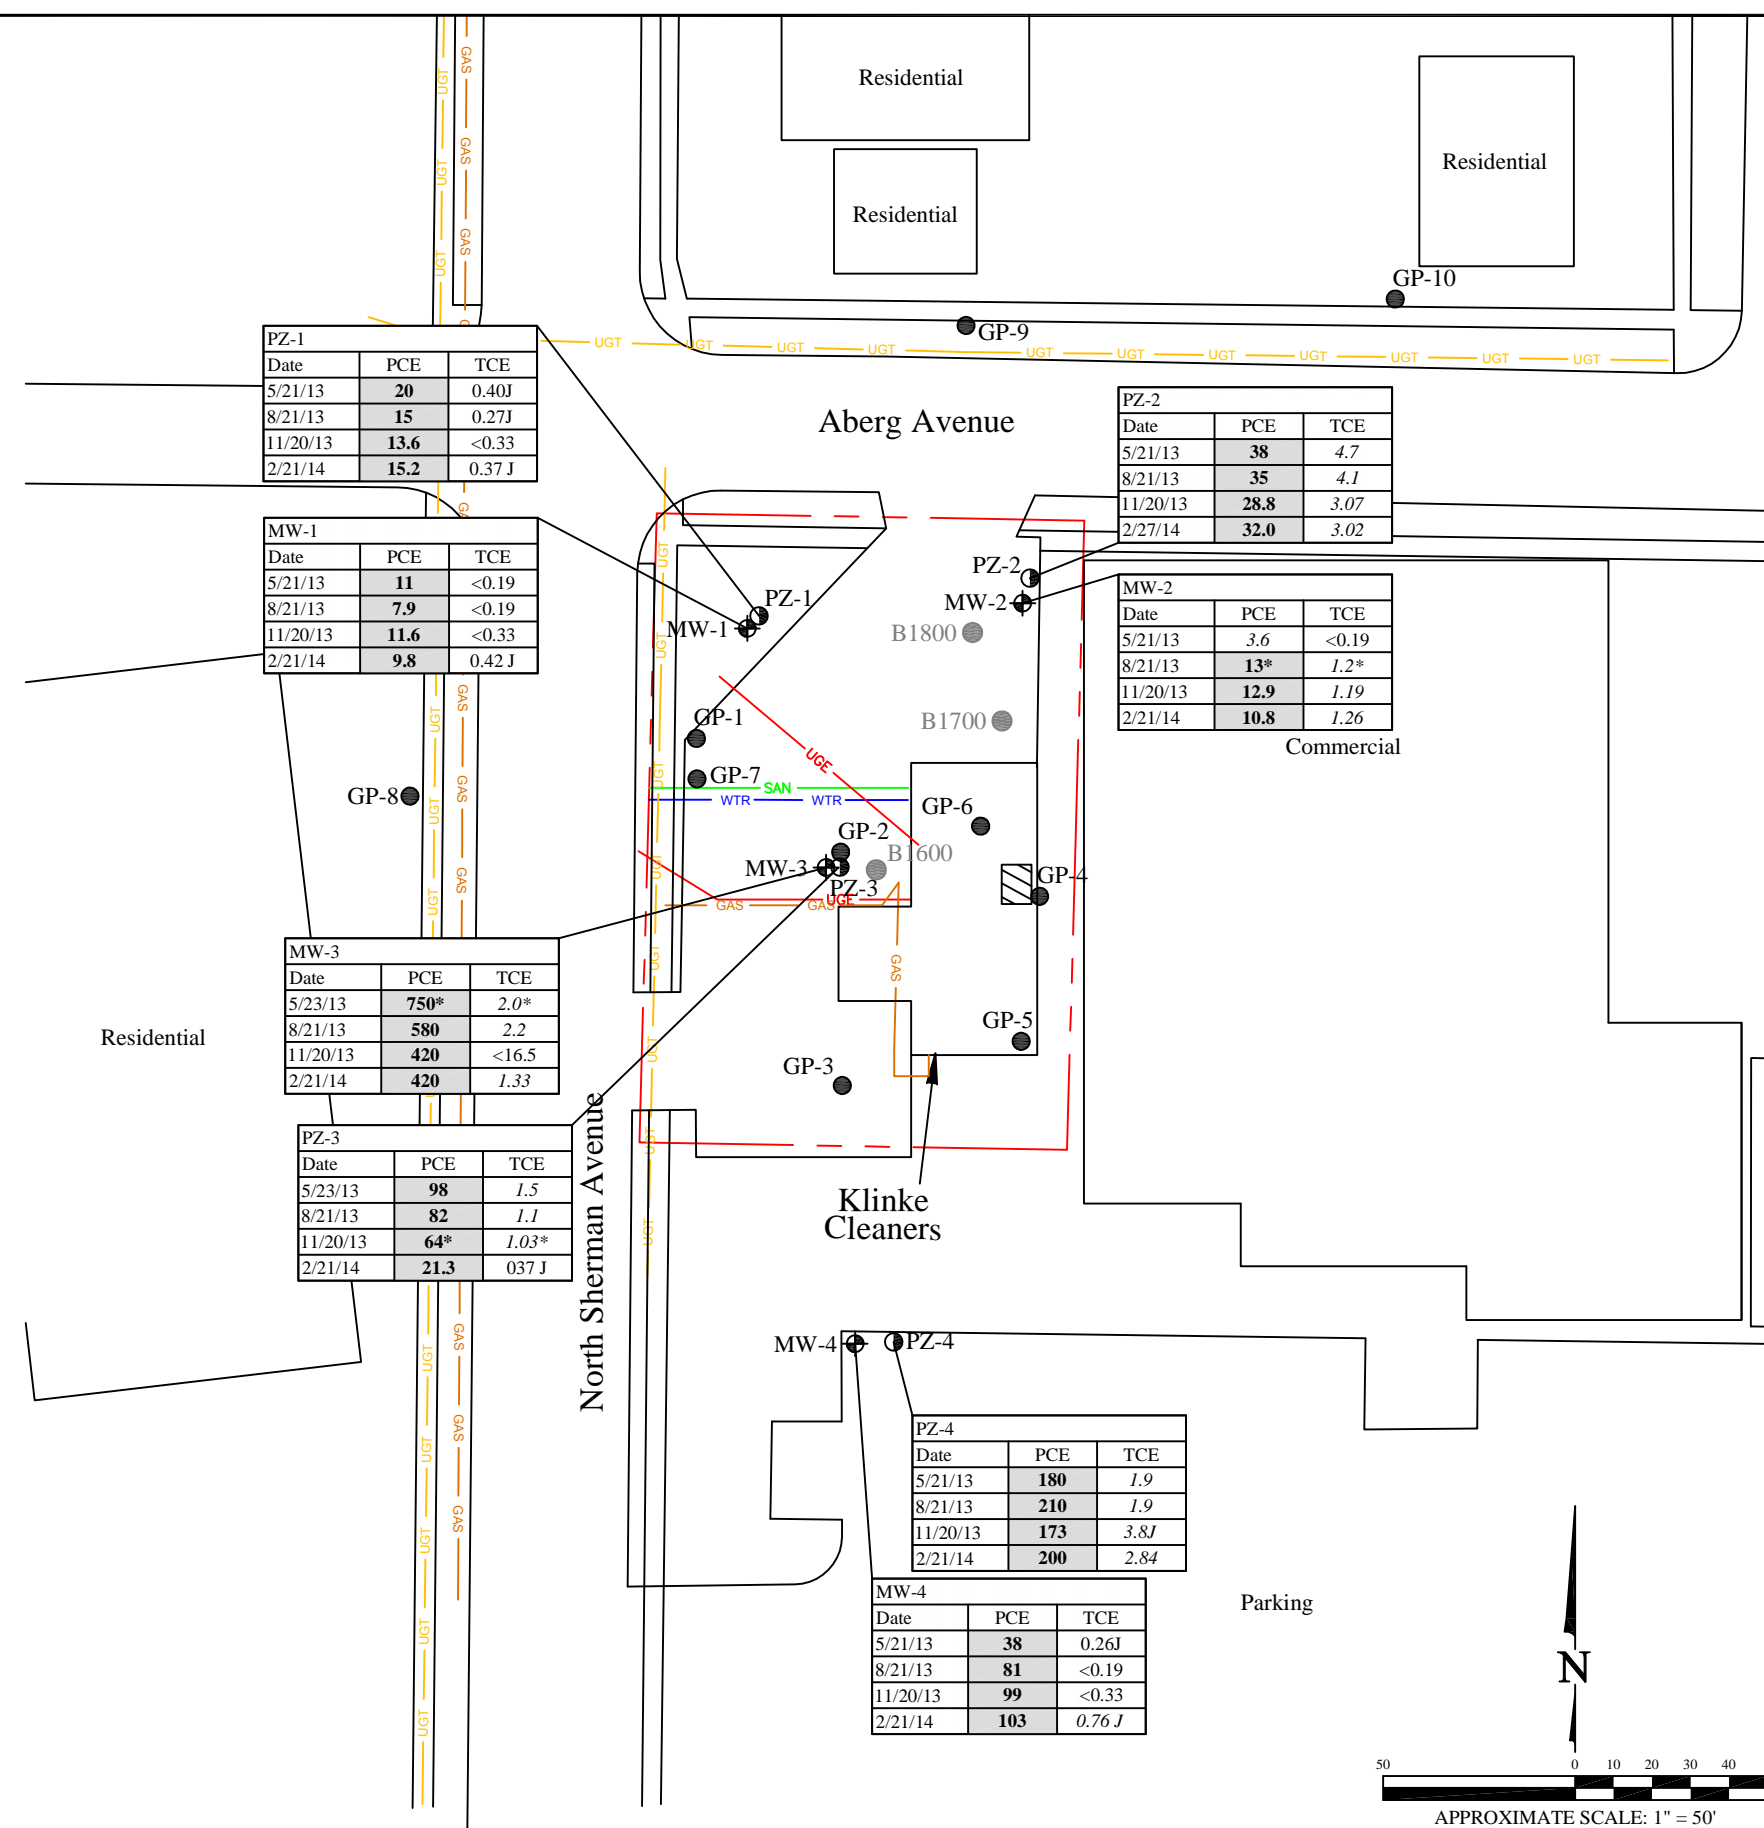 Residential
Residential
Residential
GP-10
GP-9
UGT UGT UGT UGT UGT UGT UGT UGT UGT UGT UGT UGT
Aberg Avenue
PZ-1
Date PCE TCE
5/21/13 20 0.40J
8/21/13 15 0.27J
11/20/13 13.6 <0.33
2/21/14 15.2 0.37 J
PZ-2
Date PCE TCE
5/21/13 38 4.7
8/21/13 35 4.1
11/20/13 28.8 3.07
2/27/14 32.0 3.02
MW-1
Date PCE TCE
5/21/13 11 <0.19
8/21/13 7.9 <0.19
11/20/13 11.6 <0.33
2/21/14 9.8 0.42 J
MW-2
Date PCE TCE
5/21/13 3.6 <0.19
8/21/13 13* 1.2*
11/20/13 12.9 1.19
2/21/14 10.8 1.26
Commercial
PZ-2
MW-2
PZ-1
MW-1
B1800
B1700
GP-1
UGE
GP-7
SAN
WTR WTR
GP-8
GP-6
GP-2
B1600
MW-3
PZ-3
GP-4
UGE
GAS GAS
GAS
GP-5
GP-3
MW-3
Date PCE TCE
5/23/13 750* 2.0*
8/21/13 580 2.2
11/20/13 420 <16.5
2/21/14 420 1.33
Residential
PZ-3
Date PCE TCE
5/23/13 98 1.5
8/21/13 82 1.1
11/20/13 64* 1.03*
2/21/14 21.3 037 J
North Sherman Avenue
Klinke
Cleaners
MW-4
PZ-4
PZ-4
Date PCE TCE
5/21/13 180 1.9
8/21/13 210 1.9
11/20/13 173 3.8J
2/21/14 200 2.84
MW-4
Date PCE TCE
5/21/13 38 0.26J
8/21/13 81 <0.19
11/20/13 99 <0.33
2/21/14 103 0.76 J
Parking
N
50 0 10 20 30 40
APPROXIMATE SCALE: 1" = 50'